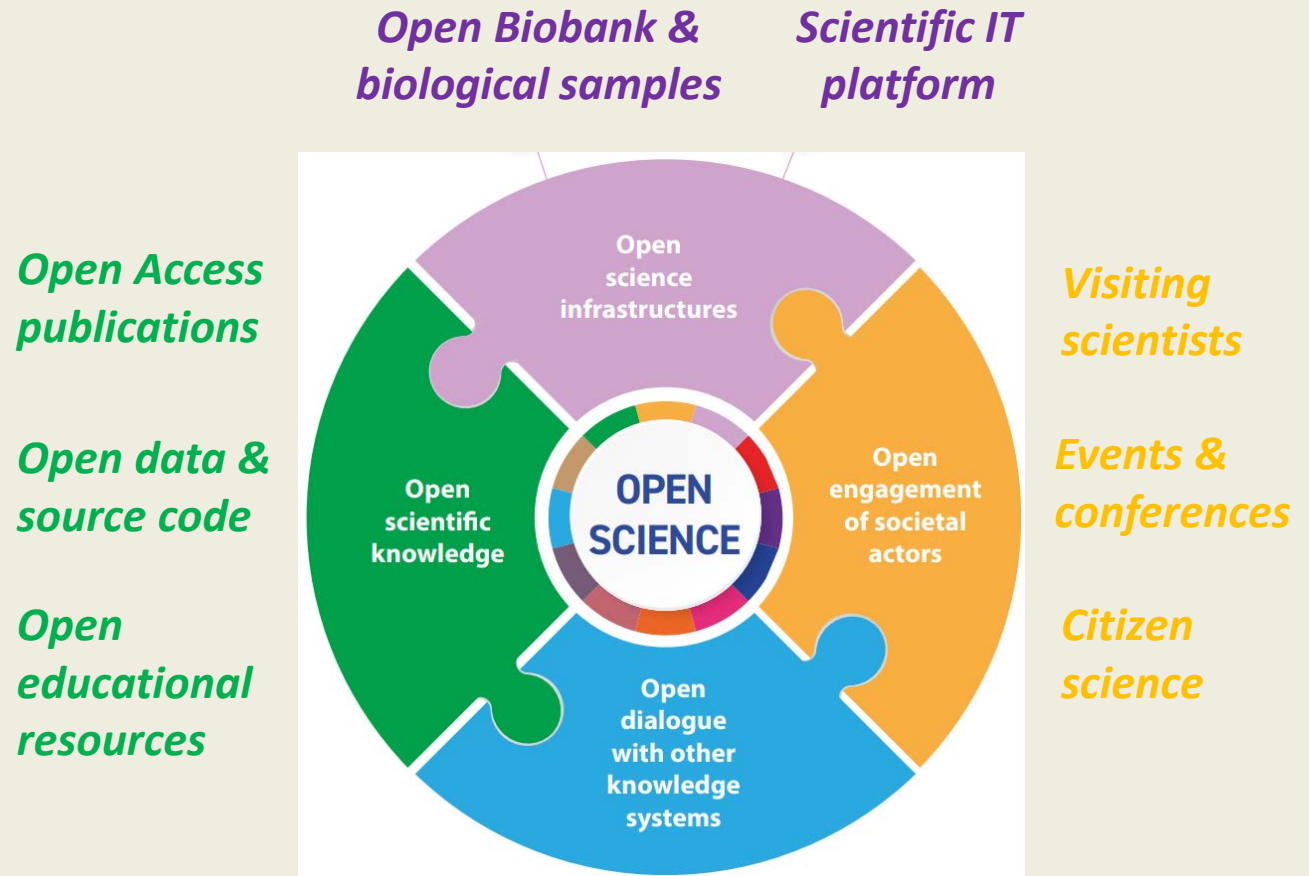 Open Biobank &
biological samples
Scientific IT
platform
Open Access
publications
Open data &
source code
Open
educational
resources
Open
science
infrastructures
Open
scientific
knowledge
OPEN
SCIENCE
Open
engagement
of societal
actors
Open
dialogue
with other
knowledge
systems
Visiting
scientists
Events &
conferences
Citizen
science